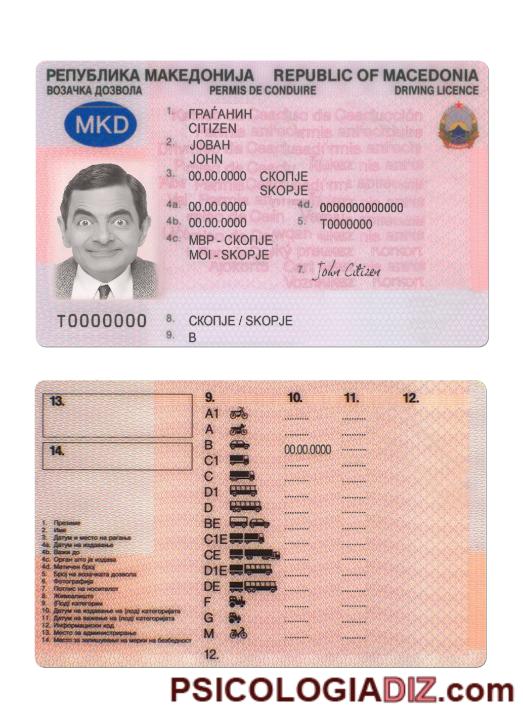 РЕПУБЛИКА МАКЕДОНИЈА REPUBLIC OF MACEDONIA
ВОЗАЧКА ДОЗВОЛА PERMIS DE CONDUIRE DRIVING LICENCE
MKD
1. ГРАЃАНИН
CITIZEN
2. ЈОВАН
JOHN
3. 00.00.0000 СКОПЈЕ
SKOPJE
4a. 00.00.0000 4d. 0000000000000
4b. 00.00.0000 5. T0000000
4c. МВР - СКОПЈЕ
MOI - SKOPJE
7. John Citizen
T0000000
8. СКОПЈЕ / SKOPJE
9. B
13. 9. 10. 11. 12.
A1
A
14. B 00.00.0000
C1
C
D1
D
BE
C1E
CE
D1E
DE
F
G
M
12.
1. Презиме
2. Име
3. Датум и место на раѓање
4a. Датум на издавање
4b. Важи до
4c. Орган што ја издава
4d. Матичен број
5. Број на возачката дозвола
6. Фотографија
7. Потпис на носителот
8. Живеалиште
9. (Под) категории
10. Датум на издавање на (под) категоријата
11. Датум на важење на (под) категоријата
12. Информациски код
13. Место за администрирање
14. Место за запишување на мерки на безбедност
PSICOLOGIADIZ.com